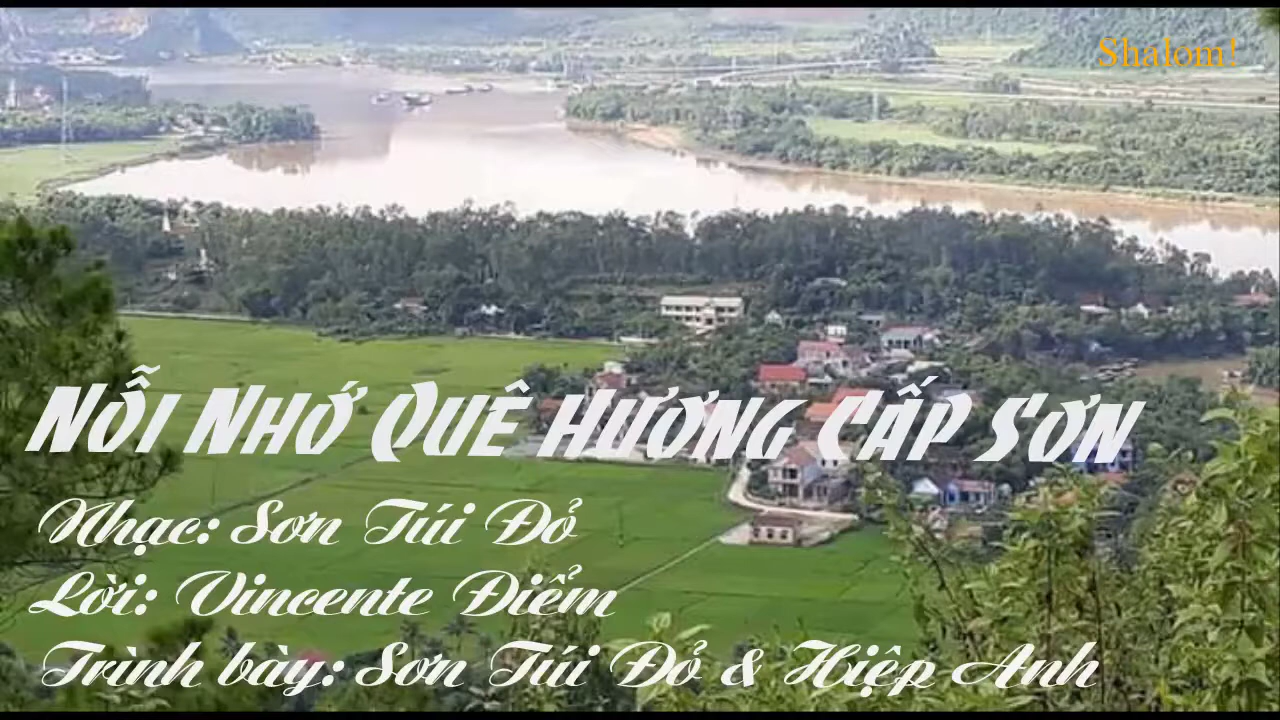 Shalom!
Nỗi Nhớ Quê Hương Cấp Sơn
Nhạc: Sơn Túi Đỏ
Lời: Vincente Điểm
Trình bày: Sơn Túi Đỏ & Hiệp Anh